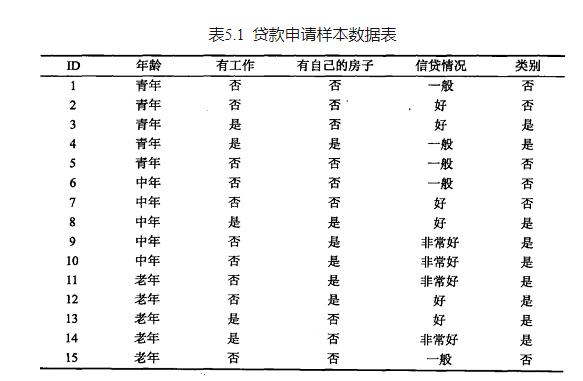 表5.1 贷款申请样本数据表
ID 年龄 有工作 有自己的房子 信贷情况 类别
1 青年 否 否 一般 否
2 青年 否 否 好 否
3 青年 是 否 好 是
4 青年 是 是 一般 是
5 青年 否 否 一般 否
6 中年 否 否 一般 否
7 中年 否 否 好 否
8 中年 是 是 好 是
9 中年 否 是 非常好 是
10 中年 否 是 非常好 是
11 老年 否 是 非常好 是
12 老年 否 是 好 是
13 老年 是 否 好 是
14 老年 是 否 非常好 是
15 老年 否 否 一般 否